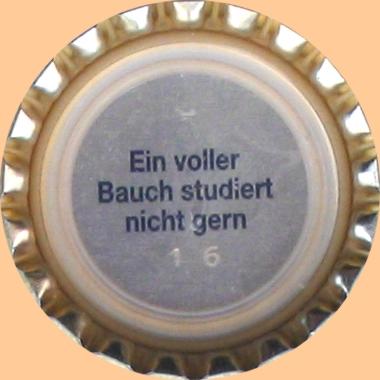 Ein voller
Bauch studiert
nicht gern
1 6